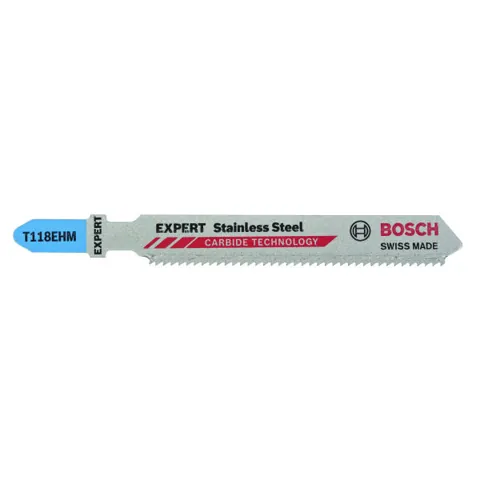 T118EHM
EXPERT
EXPERT Stainless Steel
CARBIDE TECHNOLOGY
BOSCH
SWISS MADE